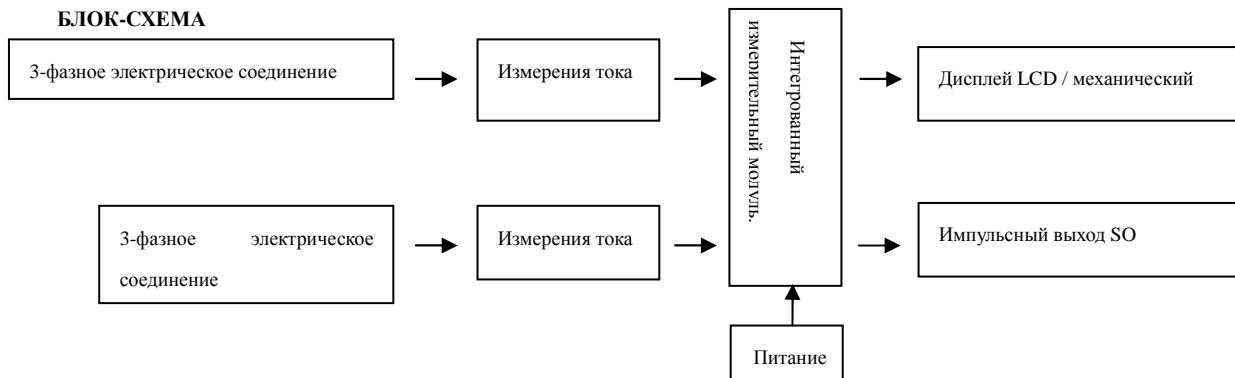 БЛОК-СХЕМА
3-фазное электрическое соединение
Измерения тока
Интегрованный
измерительный модуль.
Дисплей LCD / механический
3-фазное электрическое
соединение
Измерения тока
Импульсный выход SO
Питание